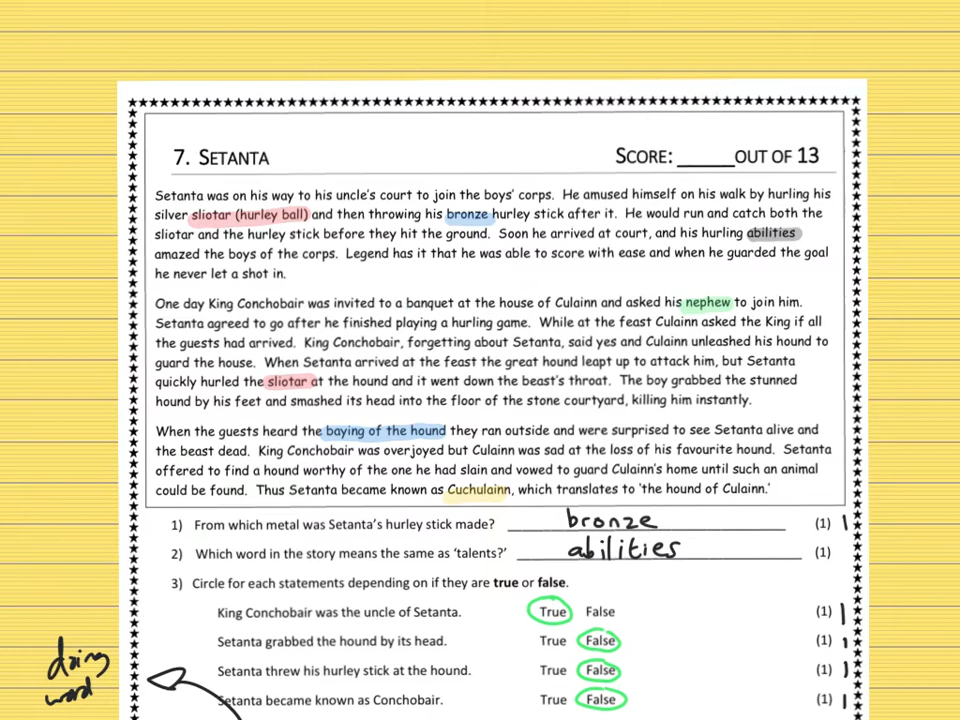 7. SETANTA
SCORE: _____OUT OF 13
Setanta was on his way to his uncle's court to join the boys' corps. He amused himself on his walk by hurling his
silver sliotar (hurley ball) and then throwing his bronze hurley stick after it. He would run and catch both the
sliotar and the hurley stick before they hit the ground. Soon he arrived at court, and his hurling abilities
amazed the boys of the corps. Legend has it that he was able to score with ease and when he guarded the goal
he never let a shot in.
One day King Conchobair was invited to a banquet at the house of Culainn and asked his nephew to join him.
Setanta agreed to go after he finished playing a hurling game. While at the feast Culainn asked the King if all
the guests had arrived. King Conchobair, forgetting about Setanta, said yes and Culainn unleashed his hound to
guard the house. When Setanta arrived at the feast the great hound leapt up to attack him, but Setanta
quickly hurled the sliotar at the hound and it went down the beast's throat. The boy grabbed the stunned
hound by his feet and smashed its head into the floor of the stone courtyard, killing him instantly.
When the guests heard the baying of the hound they ran outside and were surprised to see Setanta alive and
the beast dead. King Conchobair was overjoyed but Culainn was sad at the loss of his favourite hound. Setanta
offered to find a hound worthy of the one he had slain and vowed to guard Culainn's home until such an animal
could be found. Thus Setanta became known as Cuchulainn, which translates to 'the hound of Culainn.'
1) From which metal was Setanta's hurley stick made? bronze (1) 1
2) Which word in the story means the same as 'talents?' abilities (1)
3) Circle for each statements depending on if they are true or false.
King Conchobair was the uncle of Setanta. True False (1) 1
Setanta grabbed the hound by its head. True False (1) 1
Setanta threw his hurley stick at the hound. True False (1) 1
Setanta became known as Conchobair. True False (1) 1
doing
word